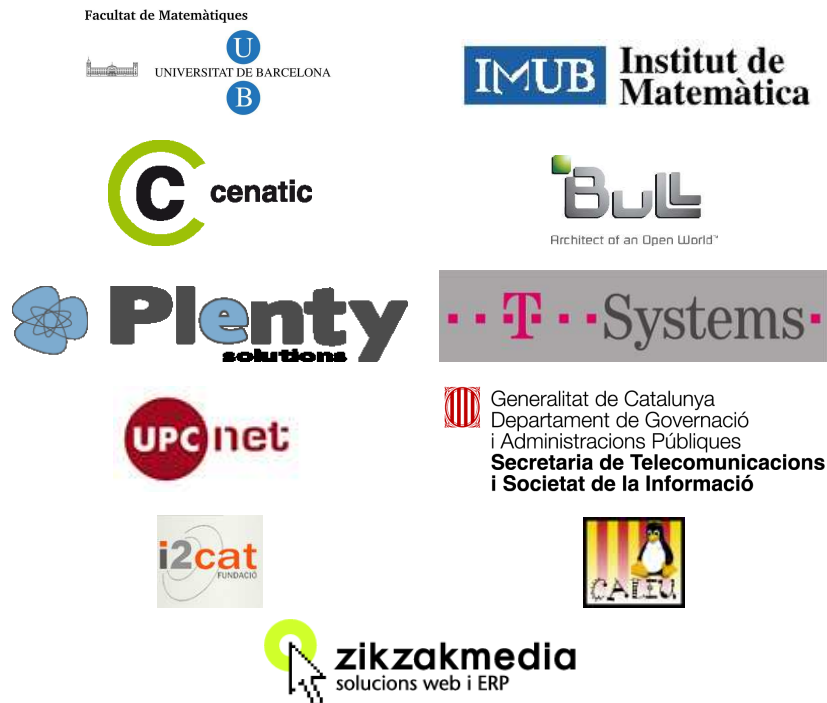 Facultat de Matemàtiques
U
UNIVERSITAT DE BARCELONA
B
IMUB Institut de
Matemàtica
C cenatic
Bull
Architect of an Open World™
Plenty
solutions
T Systems
UPC net
Generalitat de Catalunya
Departament de Governació
i Administracions Públiques
Secretaria de Telecomunicacions
i Societat de la Informació
i2cat
FUNDACIÓ
CALIU
zikzakmedia
solucions web i ERP